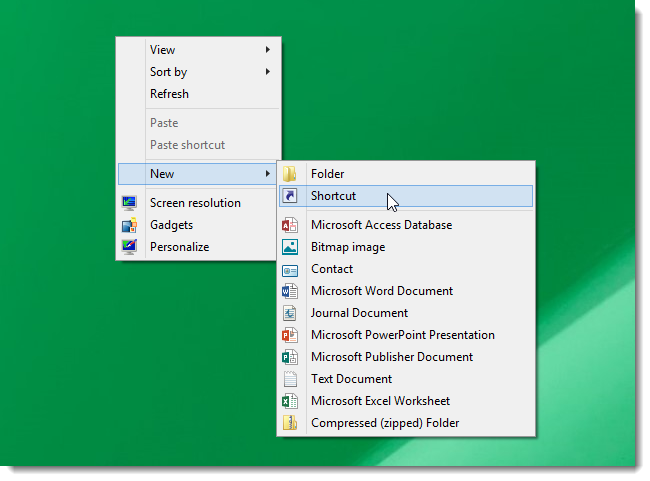 View
Sort by
Refresh
Paste
Paste shortcut
New
Screen resolution
Gadgets
Personalize
Folder
Shortcut
Microsoft Access Database
Bitmap image
Contact
Microsoft Word Document
Journal Document
Microsoft PowerPoint Presentation
Microsoft Publisher Document
Text Document
Microsoft Excel Worksheet
Compressed (zipped) Folder